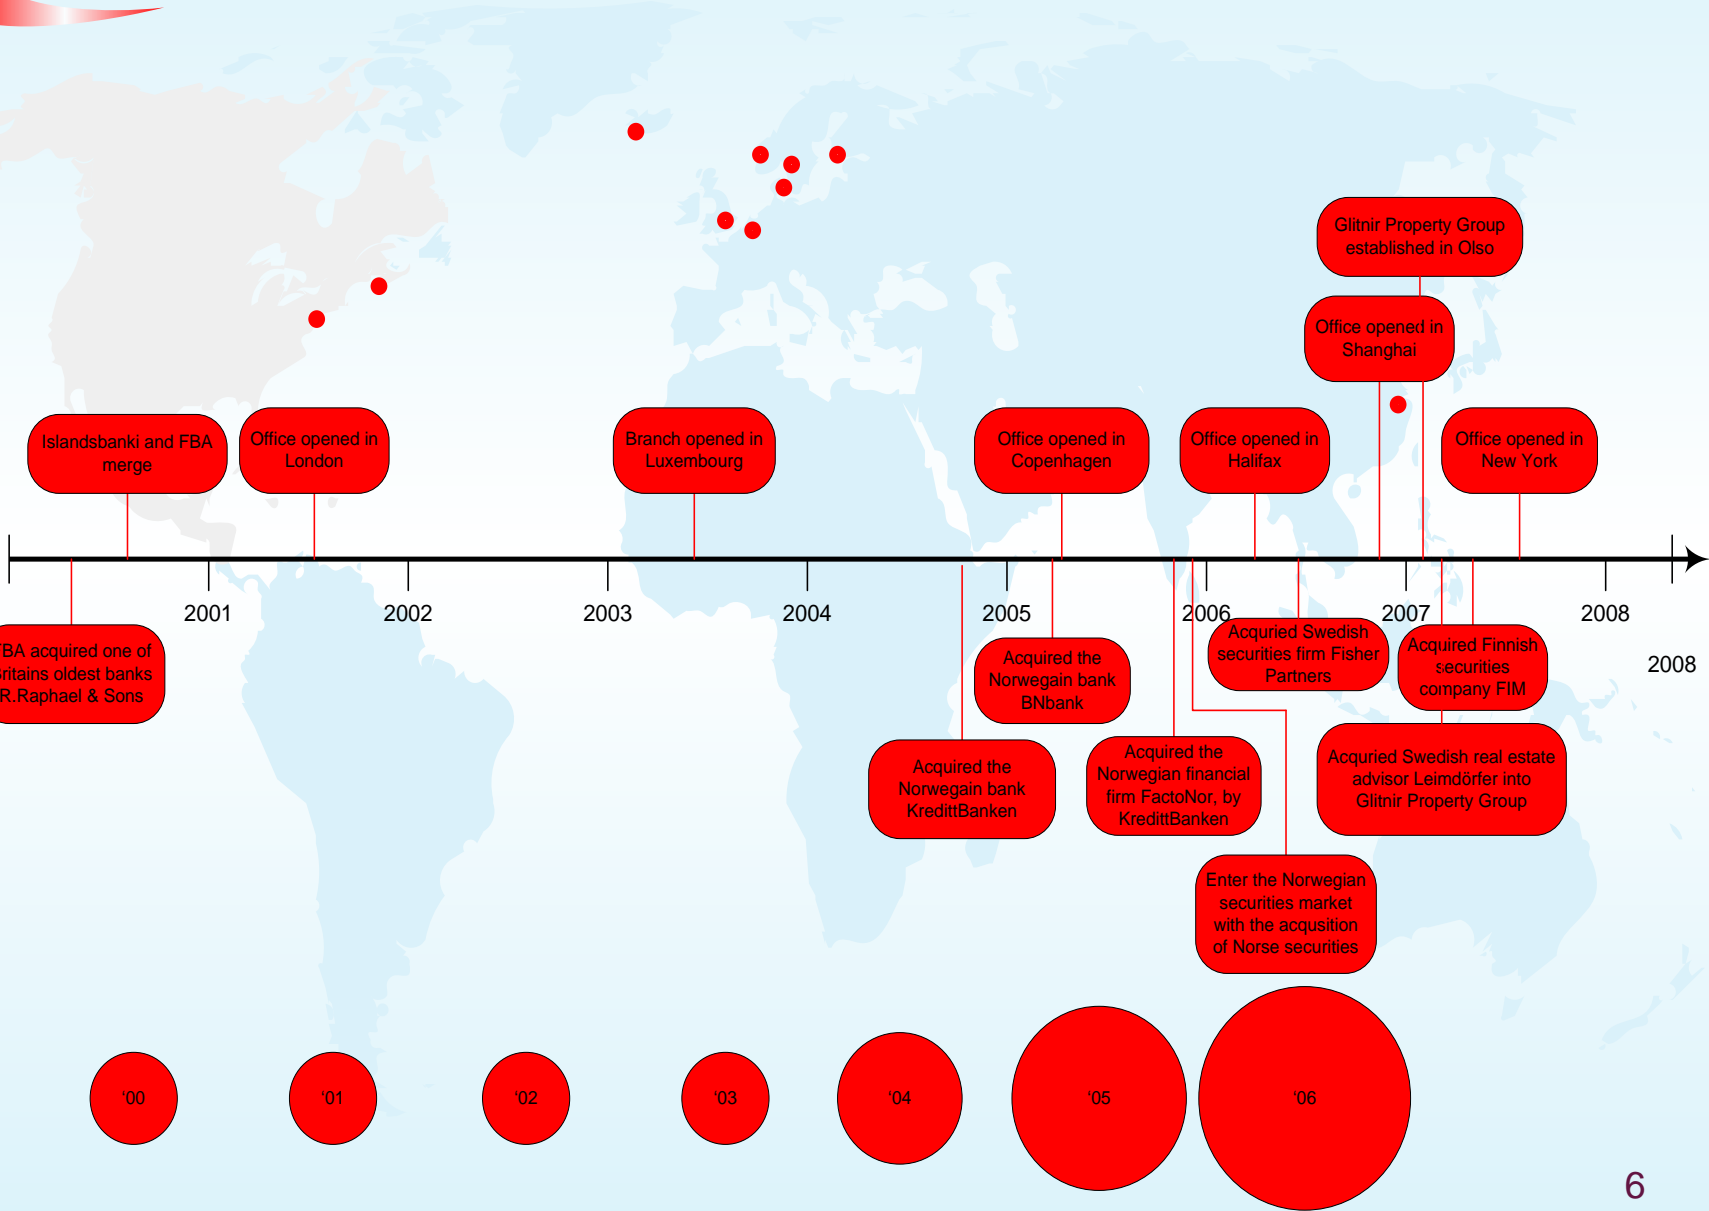 Glitnir Property Group
established in Olso
Office opened in
Shanghai
Islandsbanki and FBA
merge
Office opened in
London
Branch opened in
Luxembourg
Office opened in
Copenhagen
Office opened in
Halifax
Office opened in
New York
2001
2002
2003
2004
2005
2006
2007
2008
2008
acquired one of
oldest banks
R.Raphael & Sons
Acquired the
Norwegain bank
KredittBanken
Acquired the
Norwegain bank
BNbank
Acquired the
Norwegian financial
firm FactoNor, by
KredittBanken
Enter the Norwegian
securities market
with the acqusition
of Norse securities
Acquried Swedish
securities firm Fisher
Partners
Acquired Finnish
securities
company FIM
Acquried Swedish real estate
advisor Leimdörfer into
Glitnir Property Group
‘00
‘01
‘02
‘03
‘04
‘05
‘06
6